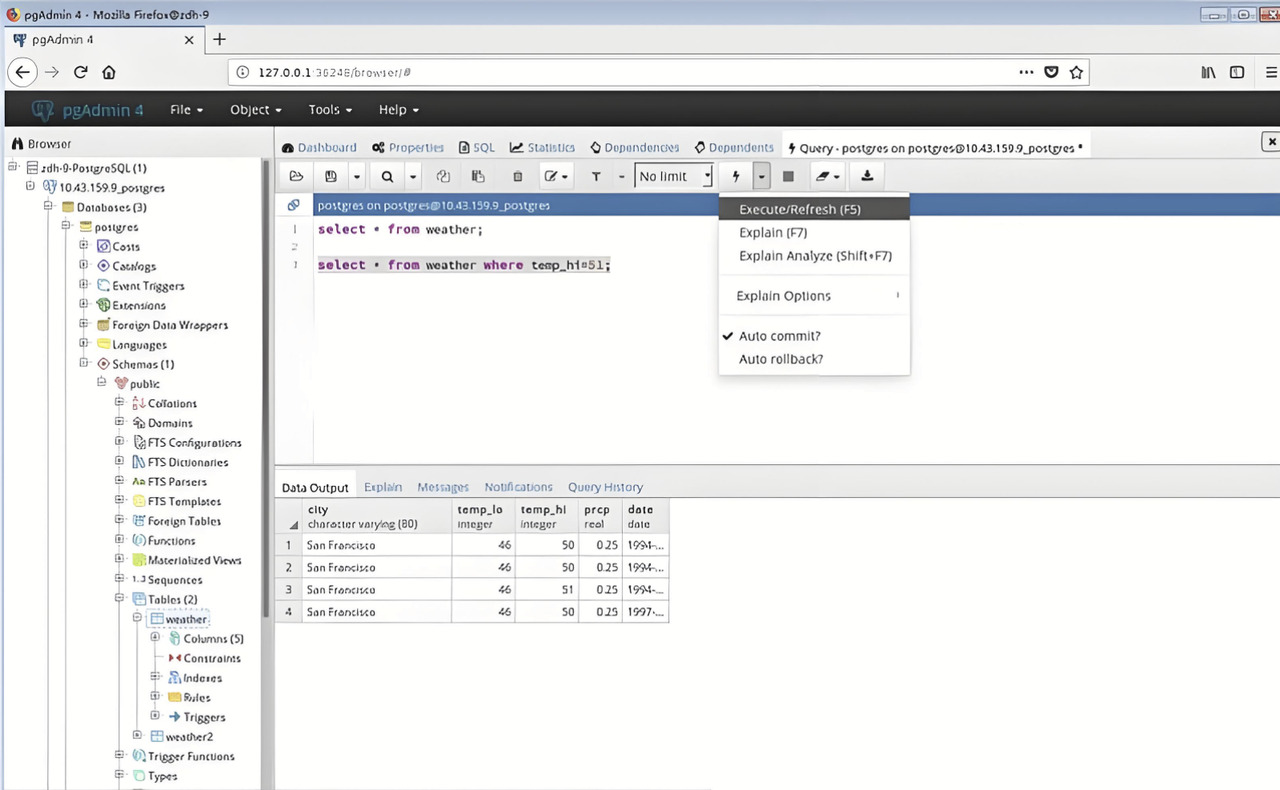 pgAdmin 4 - Mozilla Firefox@zdh-9
pgAdmin 4
127.0.0.1:36248/browser/#
pgAdmin 4 File Object Tools Help
Browser
Dashboard Properties SQL Statistics Dependencies Dependents Query - postgres on postgres@10.43.159.9_postgres *
No limit
postgres on postgres@10.43.159.9_postgres
1 select * from weather;
2
select * from weather where temp_hi=51;
Execute/Refresh (F5)
Explain (F7)
Explain Analyze (Shift+F7)
Explain Options
Auto commit?
Auto rollback?
zdh-9-PostgreSQL (1)
10.43.159.9_postgres
Databases (3)
postgres
Casts
Catalogs
Event Triggers
Extensions
Foreign Data Wrappers
Languages
Schemas (1)
public
Collations
Domains
FTS Configurations
FTS Dictionaries
FTS Parsers
FTS Templates
Foreign Tables
Functions
Materialized Views
1..3 Sequences
Tables (2)
weather
Columns (5)
Constraints
Indexes
Rules
Triggers
weather2
Trigger Functions
Types
Data Output Explain Messages Notifications Query History
city temp_lo temp_hi prcp date
character varying (80) integer integer real date
1 San Francisco 46 50 0.25 1994-...
2 San Francisco 46 50 0.25 1994-...
3 San Francisco 46 51 0.25 1994-...
4 San Francisco 46 50 0.25 1997-...